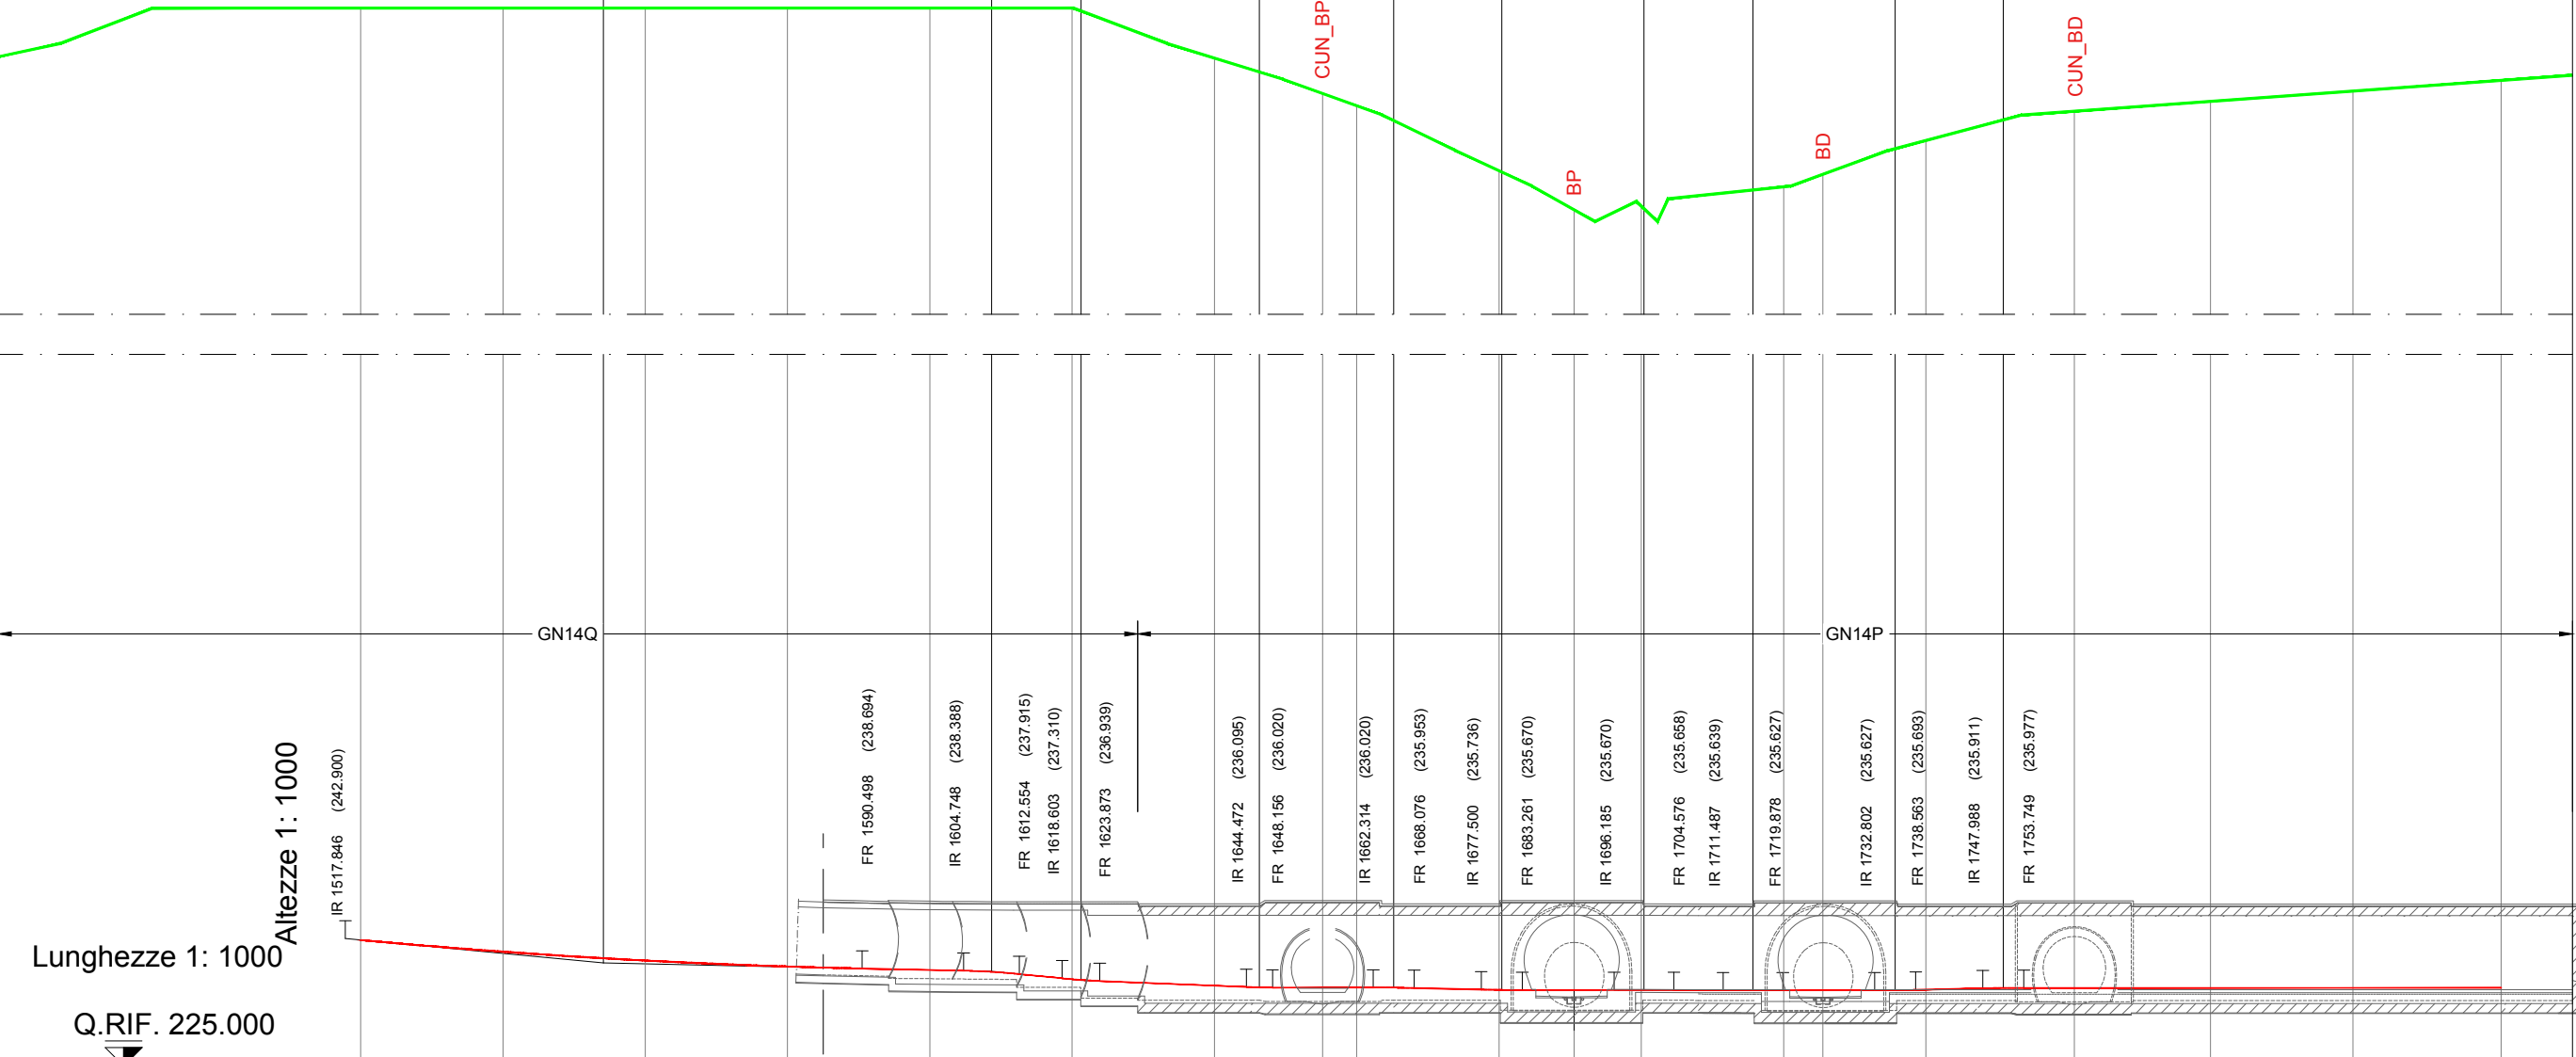 CUN_BP
CUN_BD
BD
BP
GN14Q
GN14P
IR 1517.846 (242.900)
FR 1590.498 (238.694)
IR 1604.748 (238.388)
FR 1612.554 (237.915)
IR 1618.603 (237.310)
FR 1623.873 (236.939)
IR 1644.472 (236.095)
FR 1648.156 (236.020)
IR 1662.314 (236.020)
FR 1668.076 (235.953)
IR 1677.500 (235.736)
FR 1683.261 (235.670)
IR 1696.185 (235.670)
FR 1704.576 (235.658)
IR 1711.487 (235.639)
FR 1719.878 (235.627)
IR 1732.802 (235.627)
FR 1738.563 (235.693)
IR 1747.988 (235.911)
FR 1753.749 (235.977)
Altezze 1: 1000
Lunghezze 1: 1000
Q.RIF. 225.000